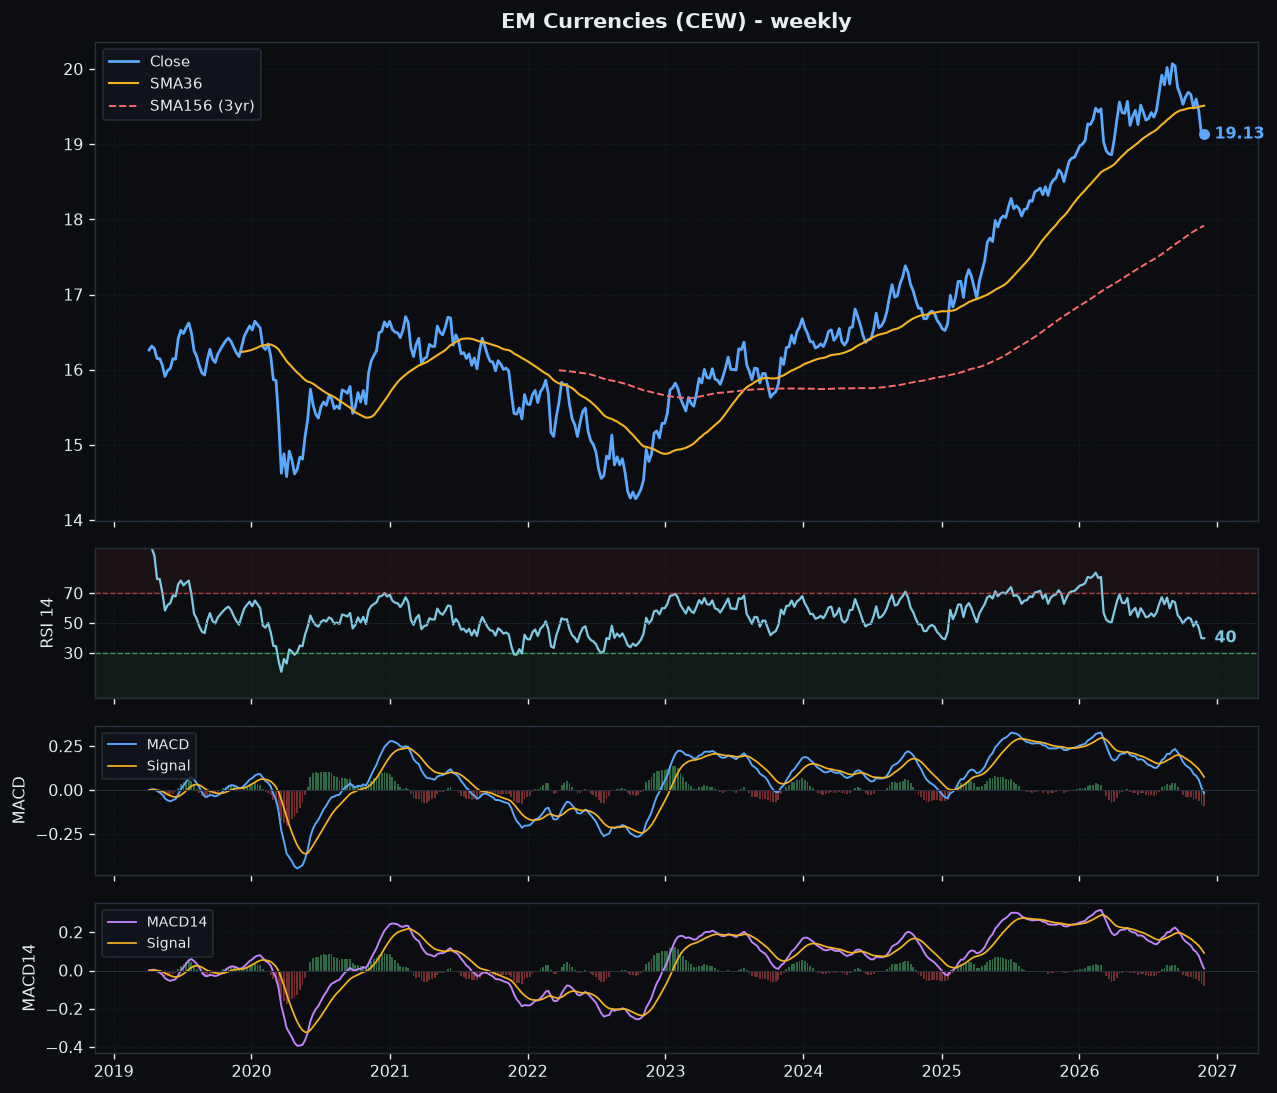 EM Currencies (CEW) - weekly
Close
SMA36
SMA156 (3yr)
20
19
18
17
16
15
14
19.13
RSI 14
70
50
30
40
MACD
MACD
Signal
0.25
0.00
−0.25
MACD14
MACD14
Signal
0.2
0.0
−0.2
−0.4
2019 2020 2021 2022 2023 2024 2025 2026 2027